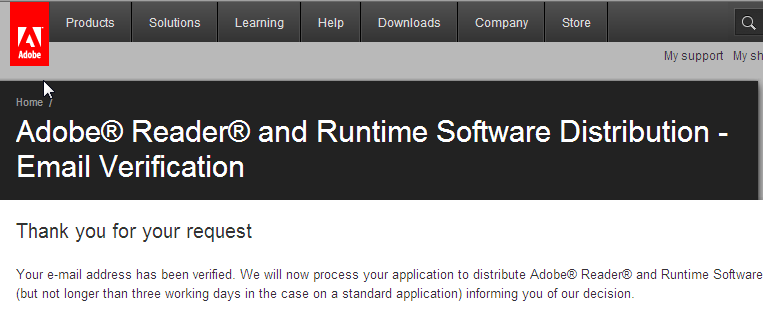 Products Solutions Learning Help Downloads Company Store
Adobe
My support My sh
Home /
Adobe® Reader® and Runtime Software Distribution -
Email Verification
Thank you for your request
Your e-mail address has been verified. We will now process your application to distribute Adobe® Reader® and Runtime Software
(but not longer than three working days in the case on a standard application) informing you of our decision.